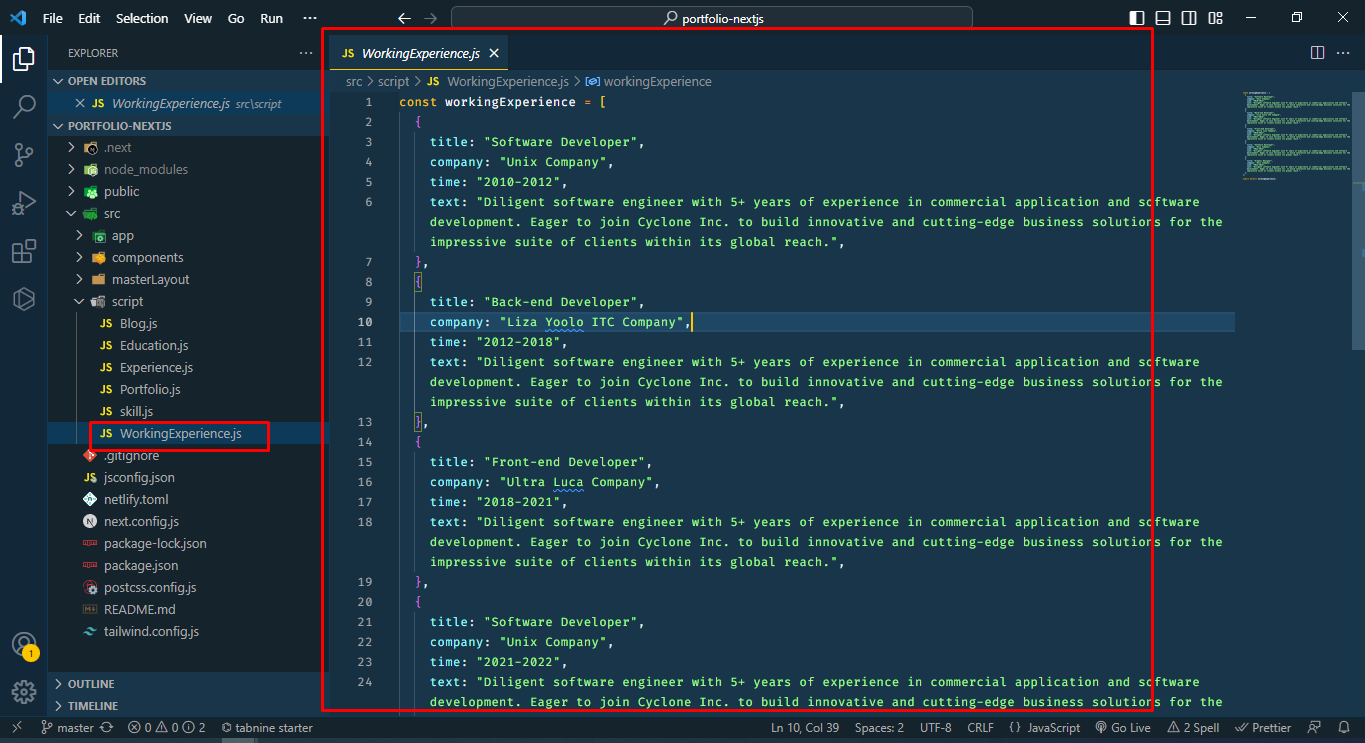 File Edit Selection View Go Run ···
portfolio-nextjs
EXPLORER
OPEN EDITORS
JS WorkingExperience.js src\script
PORTFOLIO-NEXTJS
.next
node_modules
public
src
app
components
masterLayout
script
JS Blog.js
JS Education.js
JS Experience.js
JS Portfolio.js
JS skill.js
JS WorkingExperience.js
.gitignore
JS jsconfig.json
netlify.toml
N next.config.js
package-lock.json
package.json
postcss.config.js
README.md
tailwind.config.js
OUTLINE
TIMELINE
1
JS WorkingExperience.js
src > script > JS WorkingExperience.js > workingExperience
1 const workingExperience = [
2 {
3 title: "Software Developer",
4 company: "Unix Company",
5 time: "2010-2012",
6 text: "Diligent software engineer with 5+ years of experience in commercial application and software
development. Eager to join Cyclone Inc. to build innovative and cutting-edge business solutions for the
impressive suite of clients within its global reach.",
7 },
8 {
9 title: "Back-end Developer",
10 company: "Liza Yoolo ITC Company",
11 time: "2012-2018",
12 text: "Diligent software engineer with 5+ years of experience in commercial application and software
development. Eager to join Cyclone Inc. to build innovative and cutting-edge business solutions for the
impressive suite of clients within its global reach.",
13 },
14 {
15 title: "Front-end Developer",
16 company: "Ultra Luca Company",
17 time: "2018-2021",
18 text: "Diligent software engineer with 5+ years of experience in commercial application and software
development. Eager to join Cyclone Inc. to build innovative and cutting-edge business solutions for the
impressive suite of clients within its global reach.",
19 },
20 {
21 title: "Software Developer",
22 company: "Unix Company",
23 time: "2021-2022",
24 text: "Diligent software engineer with 5+ years of experience in commercial application and software
development. Eager to join Cyclone Inc. to build innovative and cutting-edge business solutions for the
master 0 0 2 tabnine starter Ln 10, Col 39 Spaces: 2 UTF-8 CRLF {} JavaScript Go Live 2 Spell Prettier